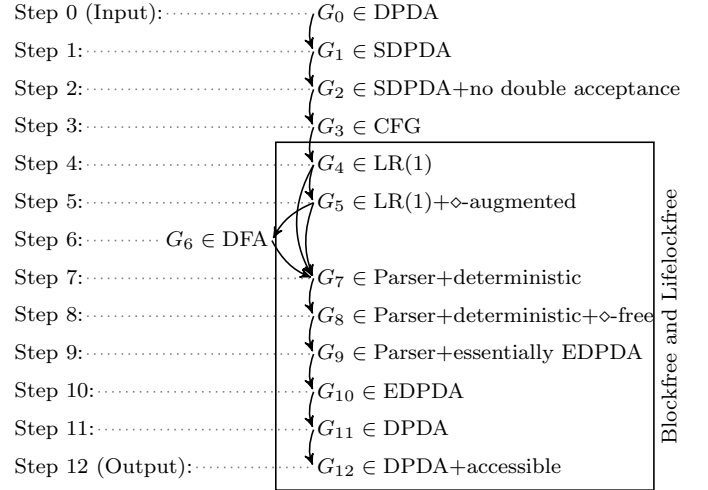 Step 0 (Input): G₀ ∈ DPDA
Step 1: G₁ ∈ SDPDA
Step 2: G₂ ∈ SDPDA+no double acceptance
Step 3: G₃ ∈ CFG
Step 4: G₄ ∈ LR(1)
Step 5: G₅ ∈ LR(1)+⋄-augmented
Step 6: G₆ ∈ DFA
Step 7: G₇ ∈ Parser+deterministic
Step 8: G₈ ∈ Parser+deterministic+⋄-free
Step 9: G₉ ∈ Parser+essentially EDPDA
Step 10: G₁₀ ∈ EDPDA
Step 11: G₁₁ ∈ DPDA
Step 12 (Output): G₁₂ ∈ DPDA+accessible
Blockfree and Lifelockfree